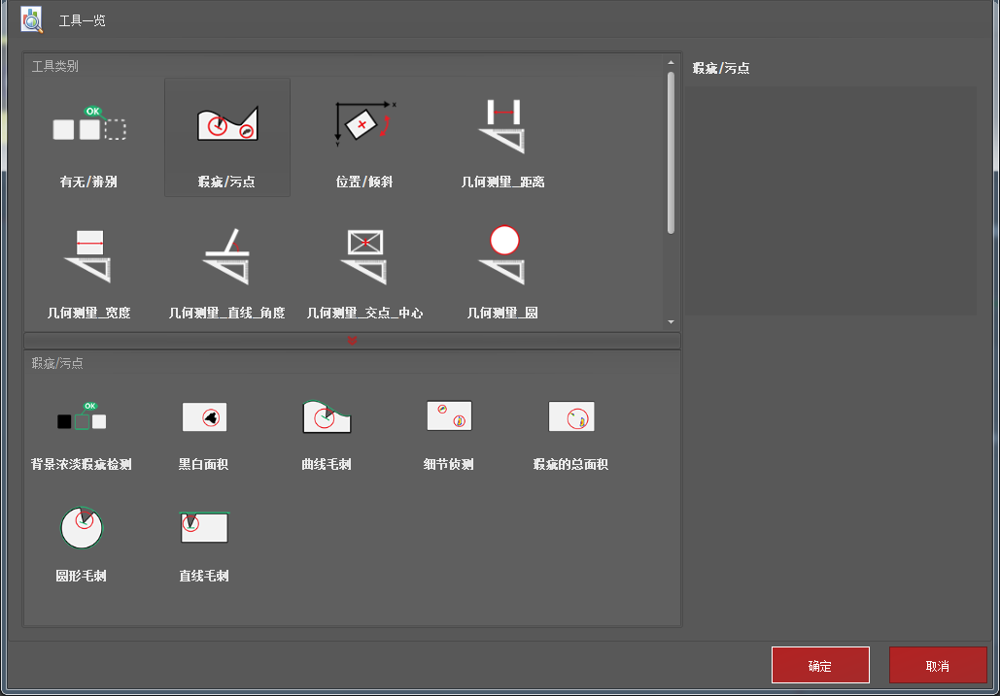 工具一览
工具类别
瑕疵/污点
OK
X
Y
有无/辨别
瑕疵/污点
位置/倾斜
几何测量_距离
几何测量_宽度
几何测量_直线_角度
几何测量_交点_中心
几何测量_圆
瑕疵/污点
OK
背景浓淡瑕疵检测
黑白面积
曲线毛刺
细节侦测
瑕疵的总面积
圆形毛刺
直线毛刺
确定
取消